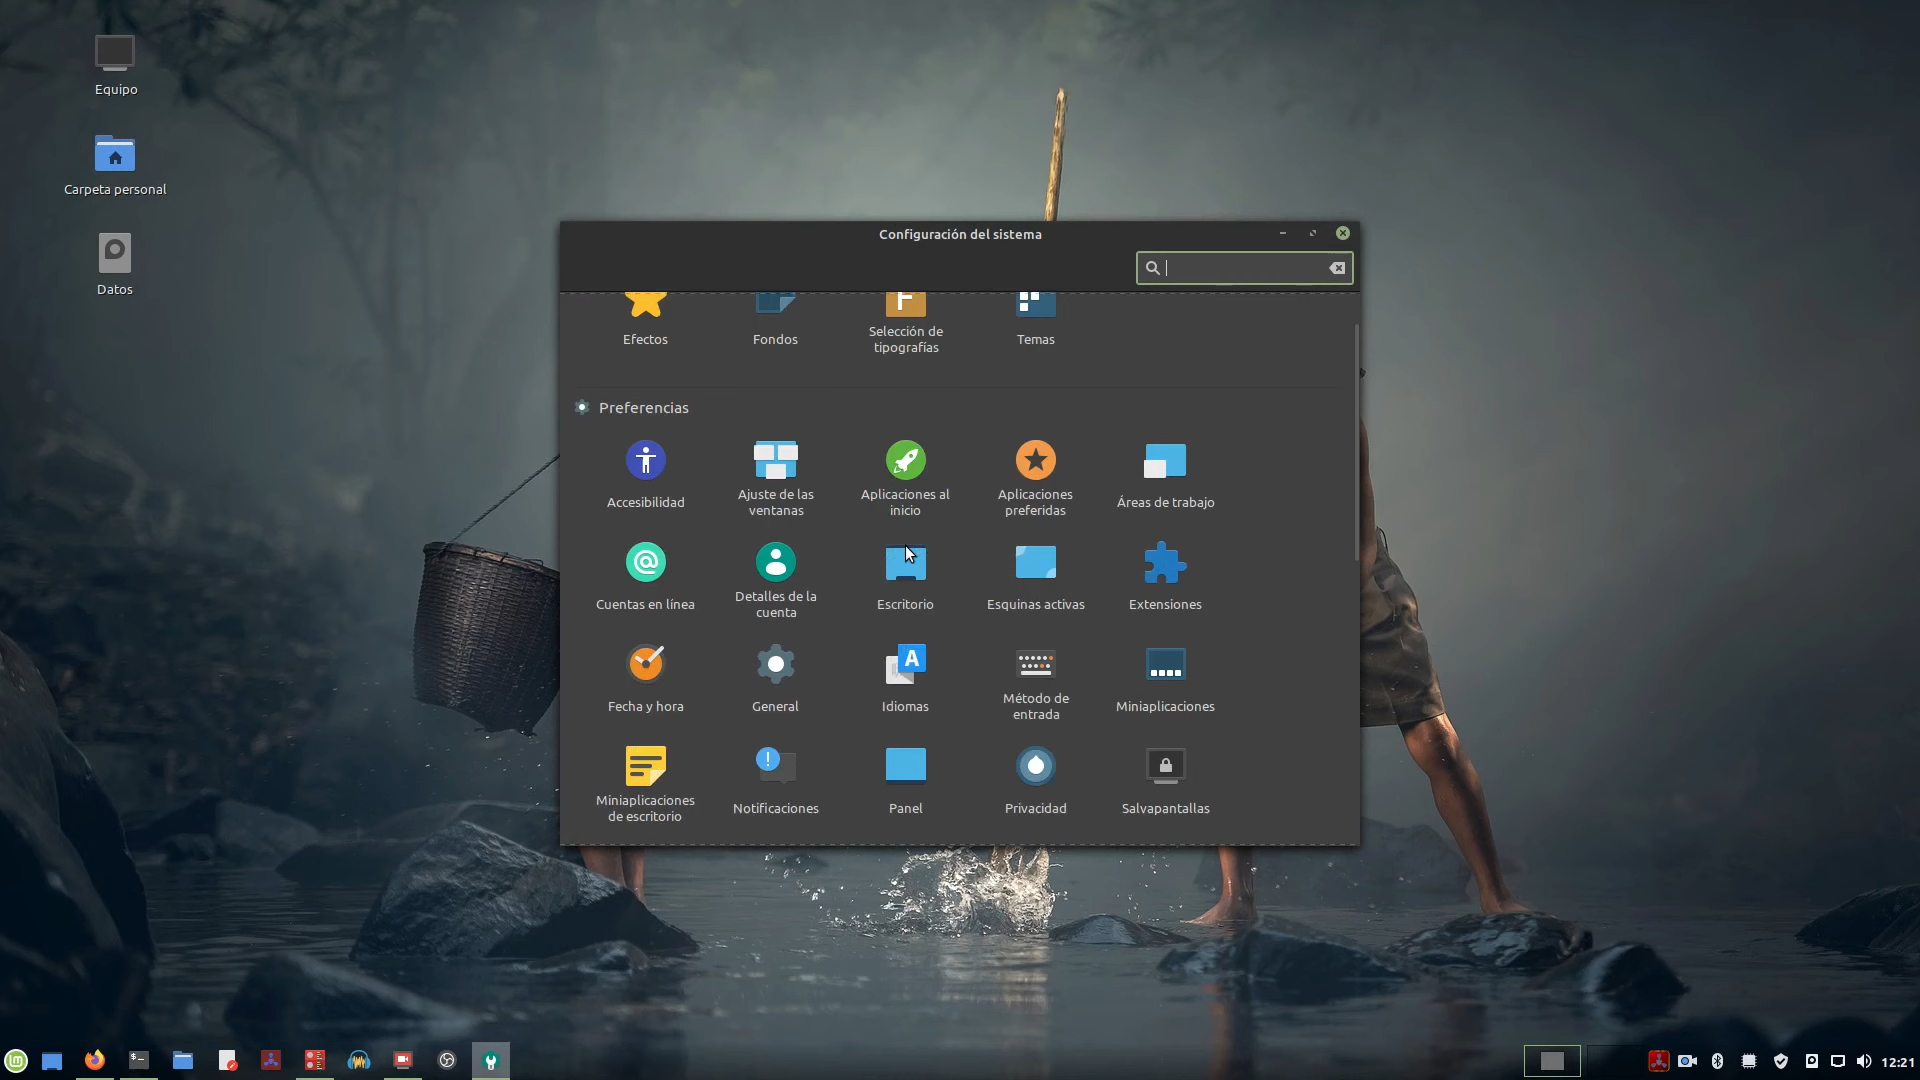 Equipo
Carpeta personal
Datos
Configuración del sistema
Efectos
Fondos
Selección de
tipografías
Temas
Preferencias
Accesibilidad
Ajuste de las
ventanas
Aplicaciones al
inicio
Aplicaciones
preferidas
Áreas de trabajo
Cuentas en línea
Detalles de la
cuenta
Escritorio
Esquinas activas
Extensiones
Fecha y hora
General
Idiomas
Método de
entrada
Miniaplicaciones
Miniaplicaciones
de escritorio
Notificaciones
Panel
Privacidad
Salvapantallas
12:21